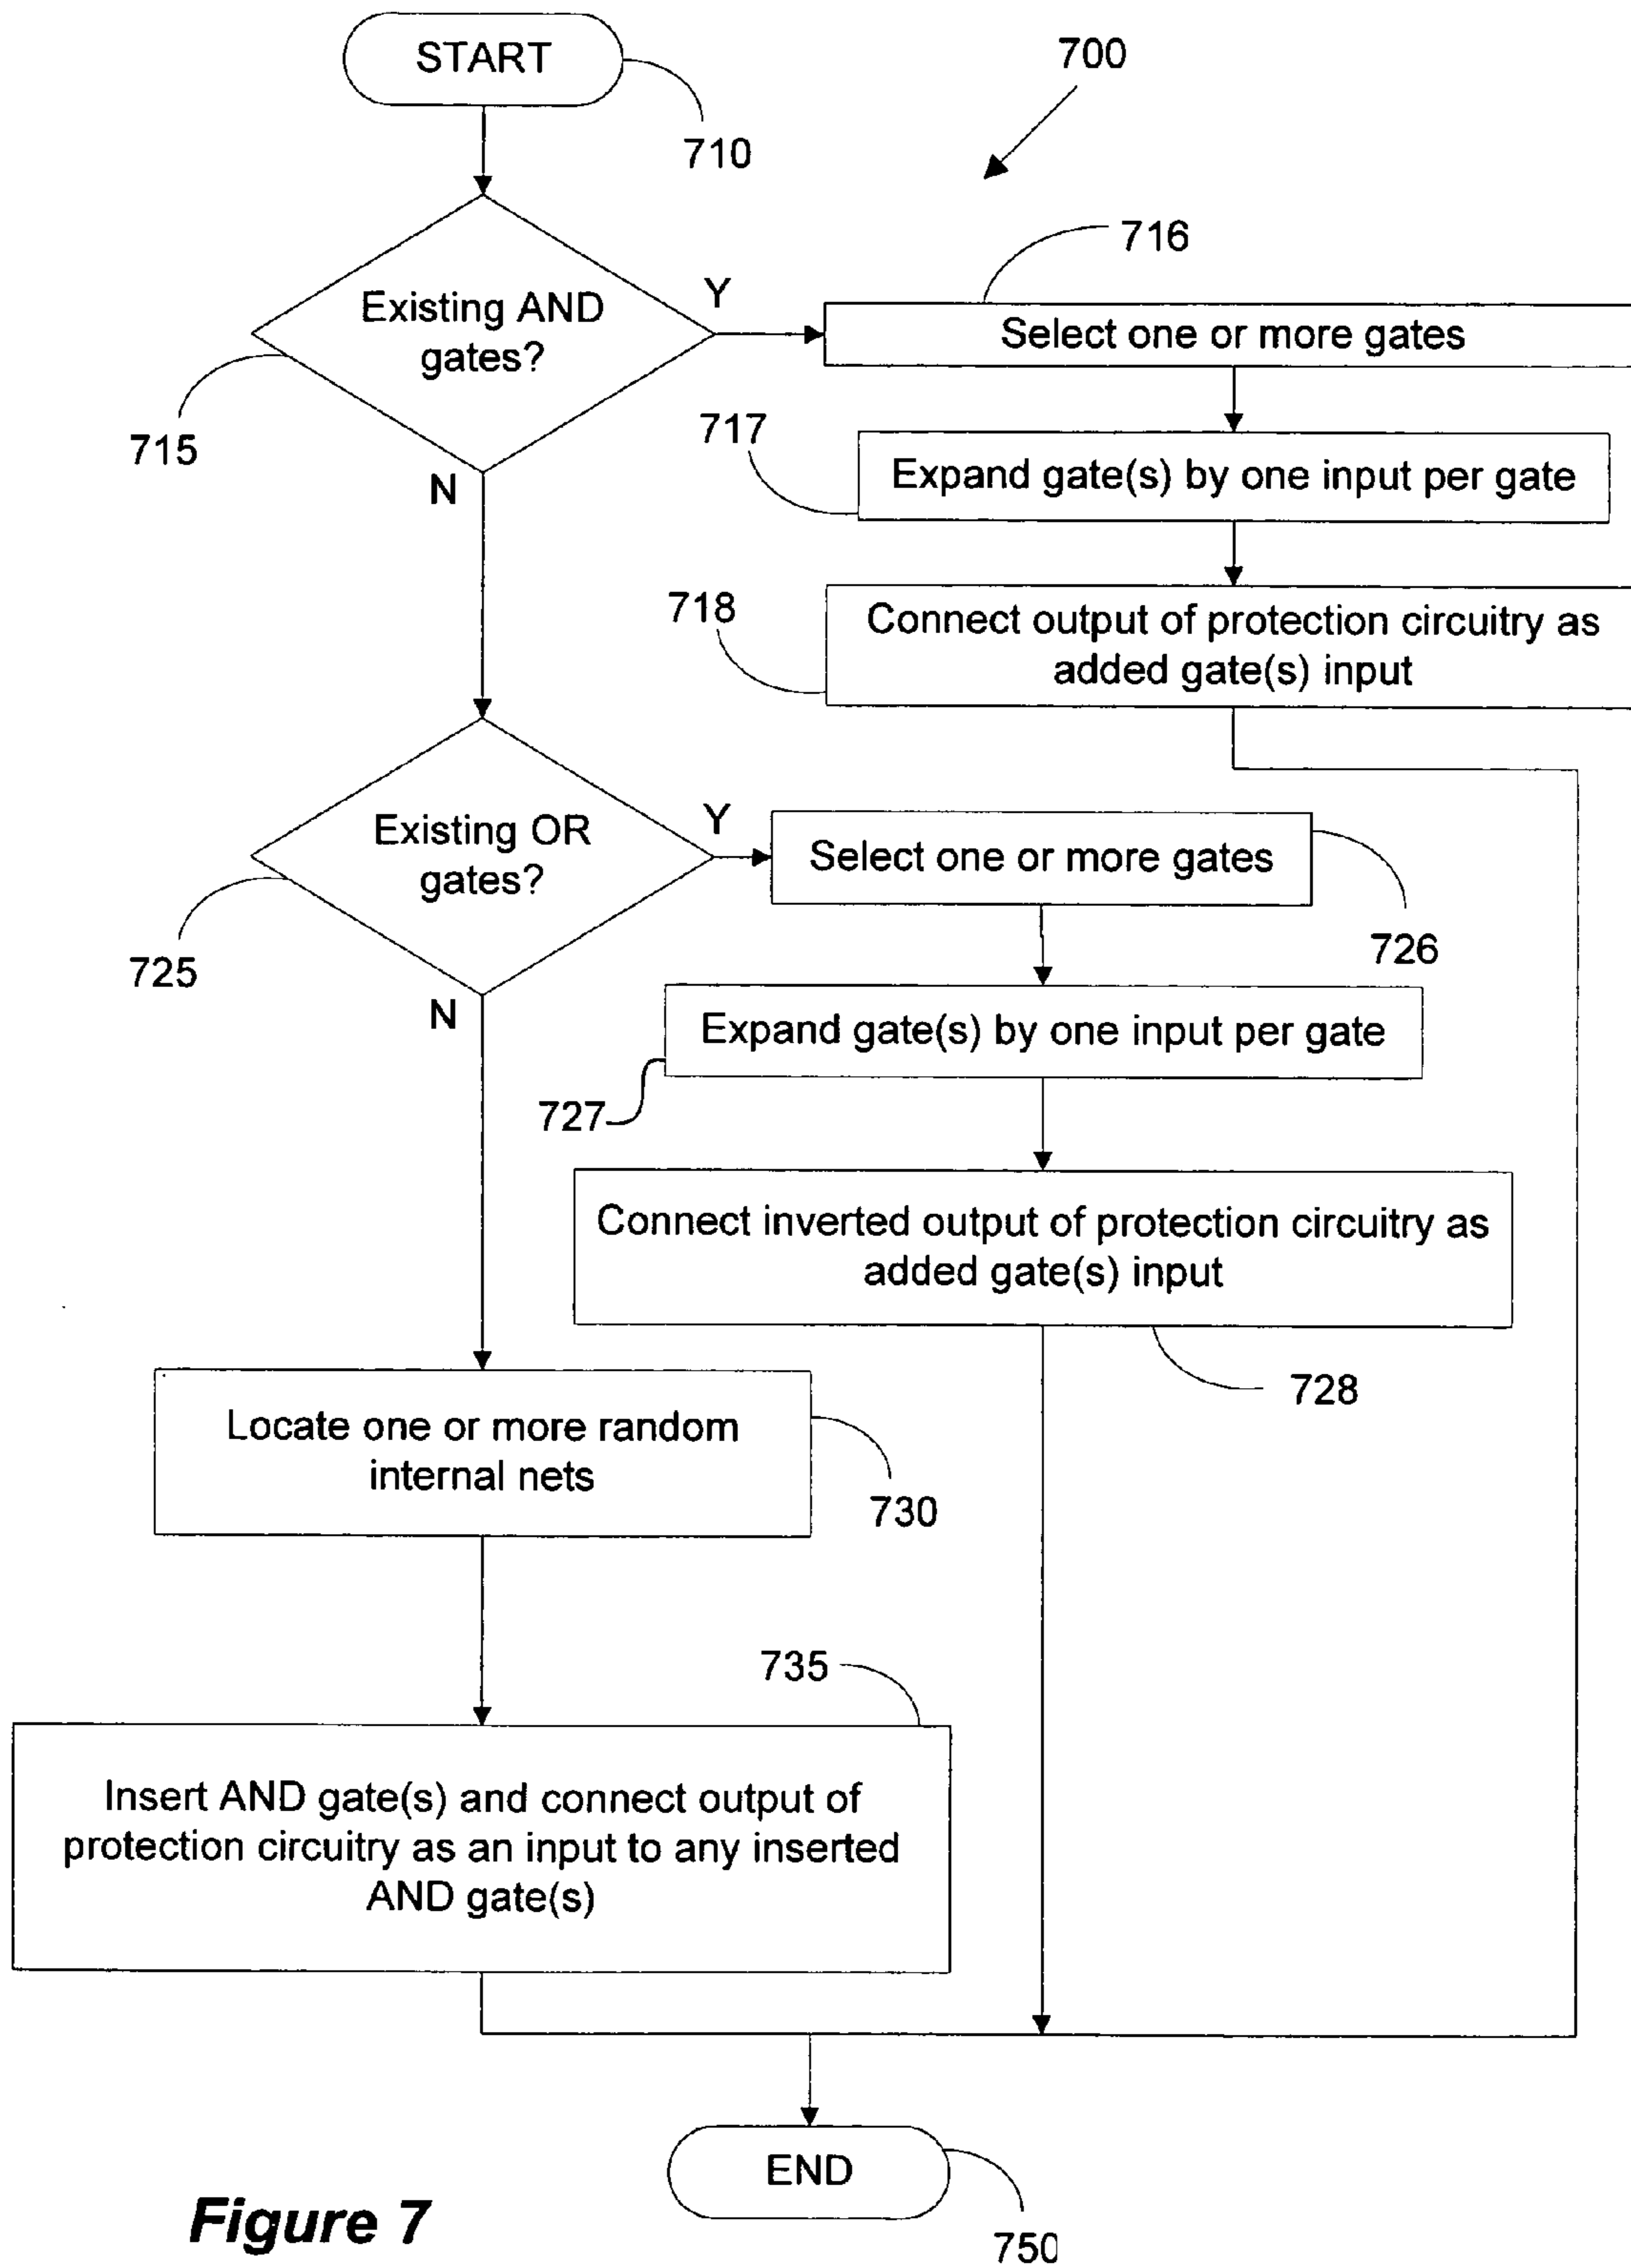 START
700
710
716
Existing AND
gates?
Y
Select one or more gates
715
717
Expand gate(s) by one input per gate
N
718
Connect output of protection circuitry as
added gate(s) input
Existing OR
gates?
Y
Select one or more gates
725
726
N
Expand gate(s) by one input per gate
727
Connect inverted output of protection circuitry as
added gate(s) input
728
Locate one or more random
internal nets
730
735
Insert AND gate(s) and connect output of
protection circuitry as an input to any inserted
AND gate(s)
END
750
Figure 7